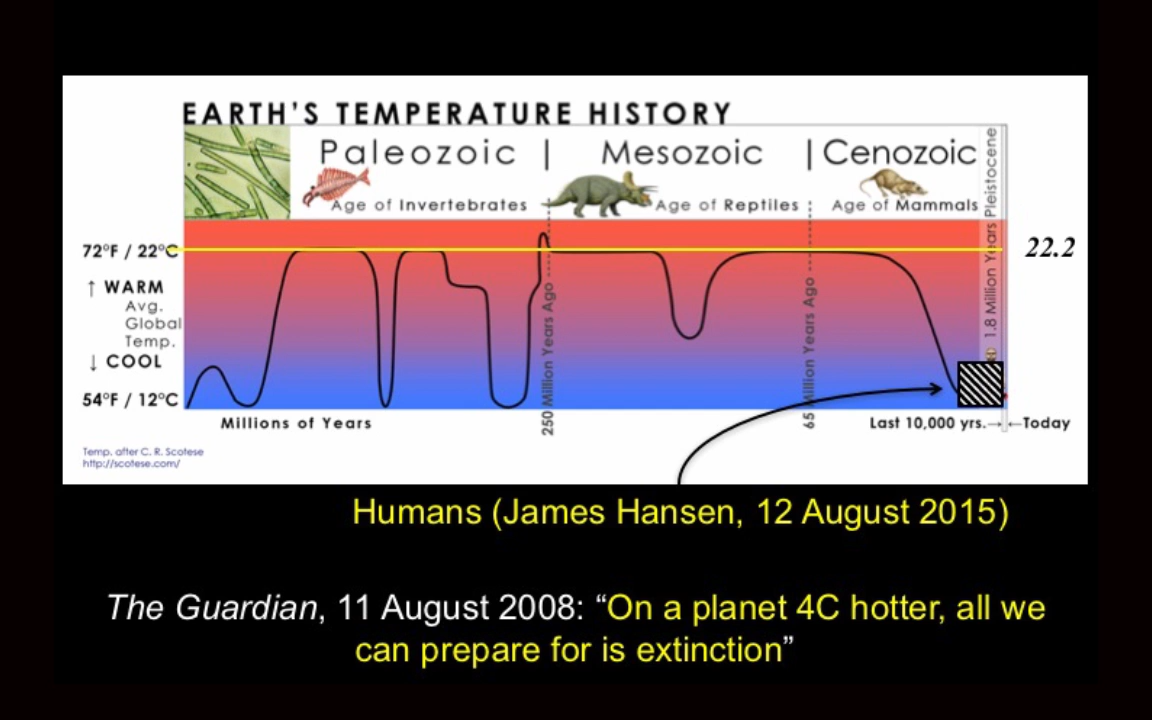 EARTH'S TEMPERATURE HISTORY
Paleozoic | Mesozoic | Cenozoic
Age of Invertebrates
Age of Reptiles
Age of Mammals
1.8 Million Years Pleistocene
72°F / 22°C
22.2
↑ WARM
Avg.
Global
Temp.
↓ COOL
54°F / 12°C
250 Million Years Ago
65 Million Years Ago
Millions of Years
Last 10,000 yrs.→
←Today
Temp. after C. R. Scotese
http://scotese.com/
Humans (James Hansen, 12 August 2015)
The Guardian, 11 August 2008: “On a planet 4C hotter, all we
can prepare for is extinction”